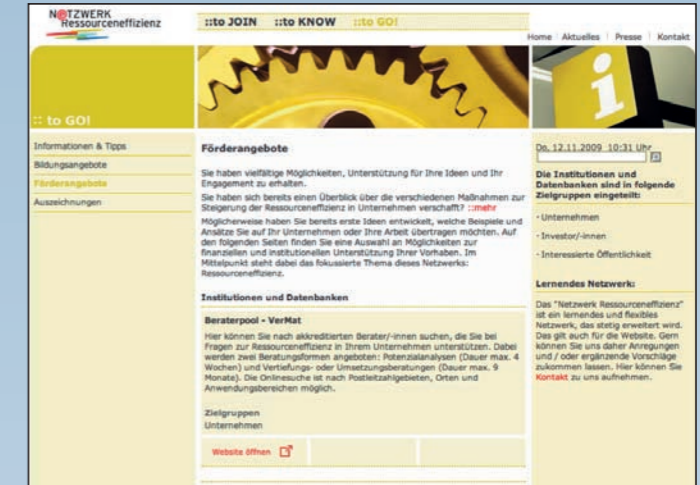 N@TZWERK
Ressourceneffizienz
::to JOIN ::to KNOW ::to GO!
Home Aktuelles Presse Kontakt
:: to GO!
i
Informationen & Tipps
Bildungsangebote
Förderangebote
Auszeichnungen
Förderangebote
Sie haben vielfältige Möglichkeiten, Unterstützung für Ihre Ideen und Ihr
Engagement zu erhalten.
Sie haben sich bereits einen Überblick über die verschiedenen Maßnahmen zur
Steigerung der Ressourceneffizienz in Unternehmen verschafft? ::mehr
Möglicherweise haben Sie bereits erste Ideen entwickelt, welche Beispiele und
Ansätze Sie auf Ihr Unternehmen oder Ihre Arbeit übertragen möchten. Auf
den folgenden Seiten finden Sie eine Auswahl an Möglichkeiten zur
finanziellen und institutionellen Unterstützung Ihrer Vorhaben. Im
Mittelpunkt steht dabei das fokussierte Thema dieses Netzwerks:
Ressourceneffizienz.
Institutionen und Datenbanken
Beraterpool - VerMat
Hier können Sie nach akkreditierten Berater/-innen suchen, die Sie bei
Fragen zur Ressourceneffizienz in Ihrem Unternehmen unterstützen. Dabei
werden zwei Beratungsformen angeboten: Potenzialanalysen (Dauer max. 4
Wochen) und Vertiefungs- oder Umsetzungsberatungen (Dauer max. 9
Monate). Die Onlinesuche ist nach Postleitzahlgebieten, Orten und
Anwendungsbereichen möglich.
Zielgruppen
Unternehmen
Website öffnen
Do, 12.11.2009 10:31 Uhr
Die Institutionen und
Datenbanken sind in folgende
Zielgruppen eingeteilt:
· Unternehmen
· Investor/-innen
· Interessierte Öffentlichkeit
Lernendes Netzwerk:
Das "Netzwerk Ressourceneffizienz"
ist ein lernendes und flexibles
Netzwerk, das stetig erweitert wird.
Das gilt auch für die Website. Gern
können Sie uns daher Anregungen
und / oder ergänzende Vorschläge
zukommen lassen. Hier können Sie
Kontakt zu uns aufnehmen.